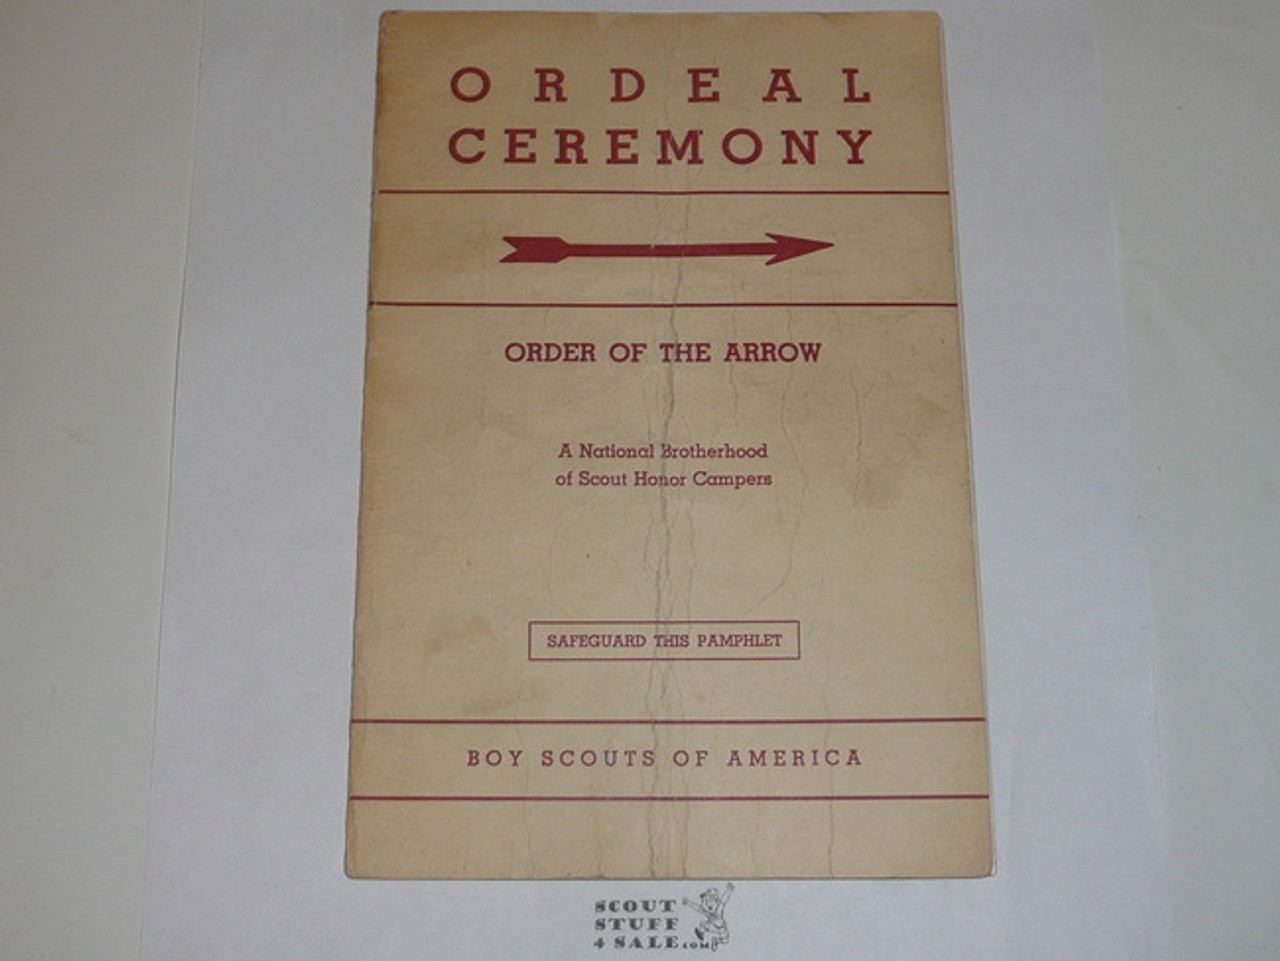 ORDEAL
CEREMONY
ORDER OF THE ARROW
A National Brotherhood
of Scout Honor Campers
SAFEGUARD THIS PAMPHLET
BOY SCOUTS OF AMERICA
SCOUT
STUFF
4 SALE.COM